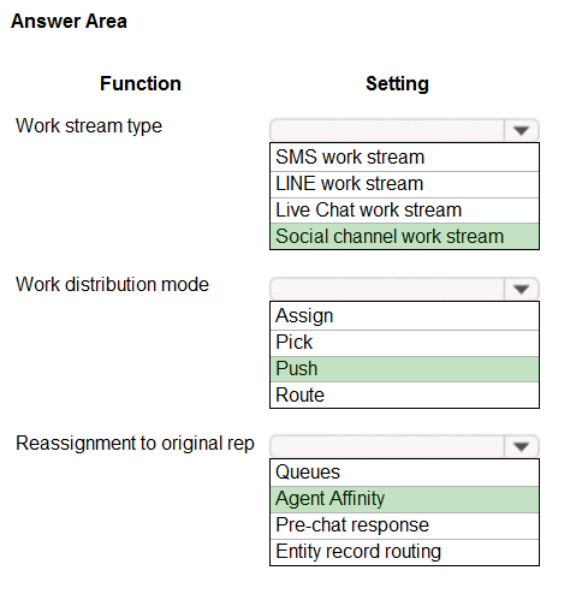 Answer Area
Function Setting
Work stream type
SMS work stream
LINE work stream
Live Chat work stream
Social channel work stream
Work distribution mode
Assign
Pick
Push
Route
Reassignment to original rep
Queues
Agent Affinity
Pre-chat response
Entity record routing